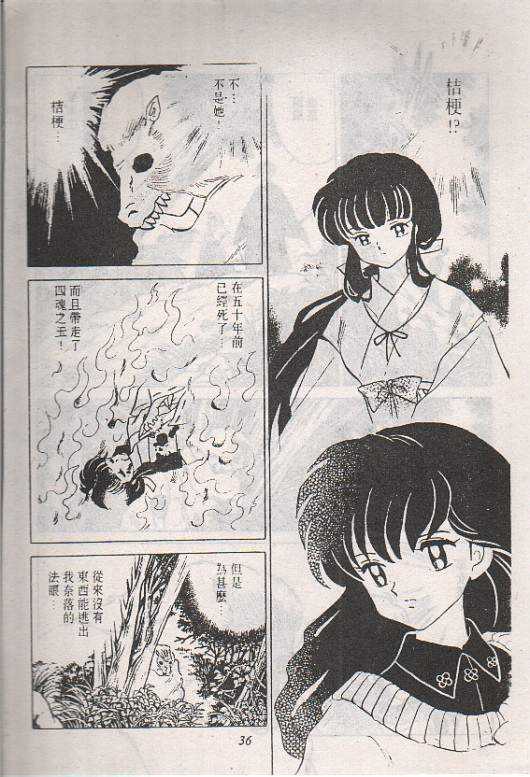 桔梗!?
不…
不是她…
桔梗…
在五十年前
已經死了…
而且帶走了
四魂之玉！
但是
為甚麼…
從來沒有
東西能逃出
我奈落的
法眼…
36